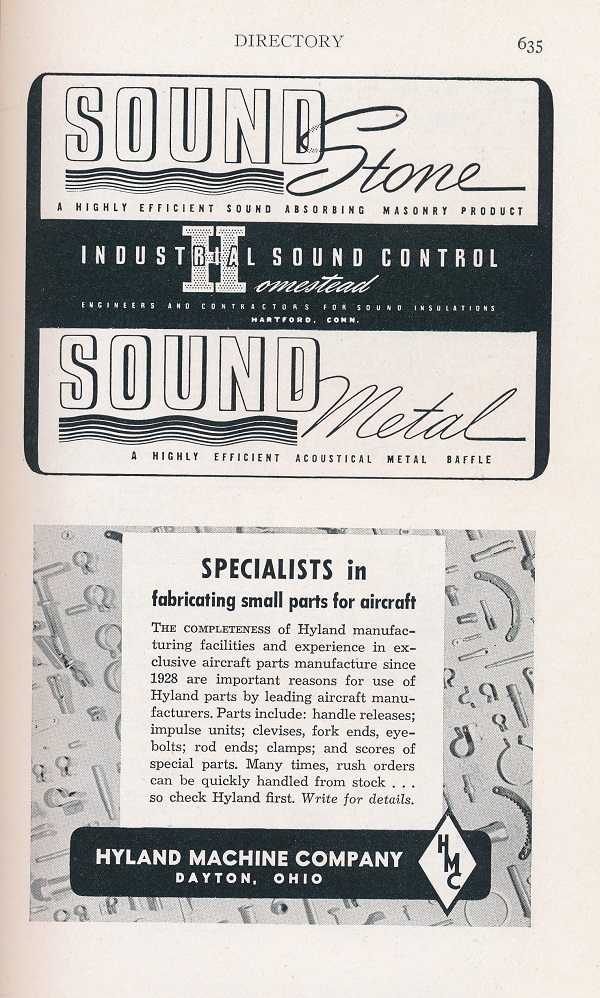 DIRECTORY 635
SOUND Stone
A HIGHLY EFFICIENT SOUND ABSORBING MASONRY PRODUCT
INDUSTRIAL SOUND CONTROL
Homestead
ENGINEERS AND CONTRACTORS FOR SOUND INSULATIONS
HARTFORD, CONN.
SOUND Metal
A HIGHLY EFFICIENT ACOUSTICAL METAL BAFFLE
SPECIALISTS in
fabricating small parts for aircraft
THE COMPLETENESS of Hyland manufac-
turing facilities and experience in ex-
clusive aircraft parts manufacture since
1928 are important reasons for use of
Hyland parts by leading aircraft manu-
facturers. Parts include: handle releases;
impulse units; clevises, fork ends, eye-
bolts; rod ends; clamps; and scores of
special parts. Many times, rush orders
can be quickly handled from stock . . .
so check Hyland first. Write for details.
HYLAND MACHINE COMPANY
DAYTON, OHIO
HMC